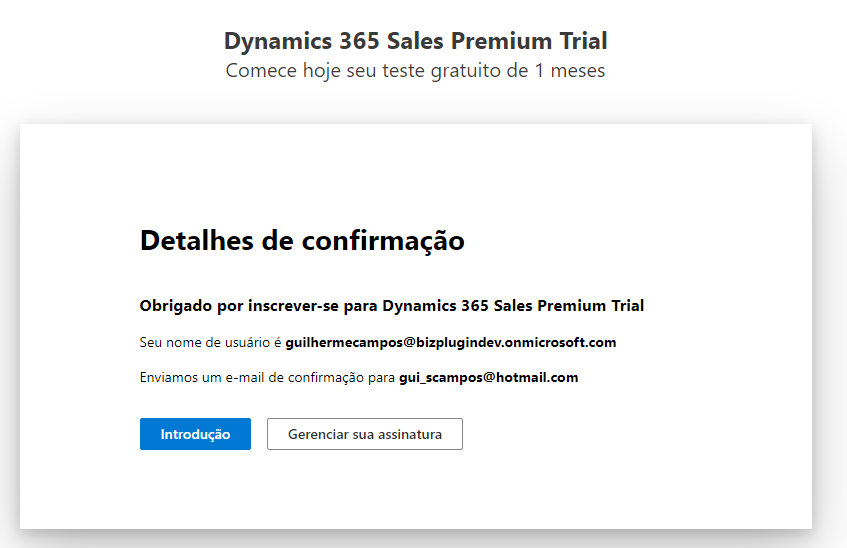 Dynamics 365 Sales Premium Trial
Comece hoje seu teste gratuito de 1 meses
Detalhes de confirmação
Obrigado por inscrever-se para Dynamics 365 Sales Premium Trial
Seu nome de usuário é guilhermecampos@bizplugindev.onmicrosoft.com
Enviamos um e-mail de confirmação para gui_scampos@hotmail.com
Introdução
Gerenciar sua assinatura